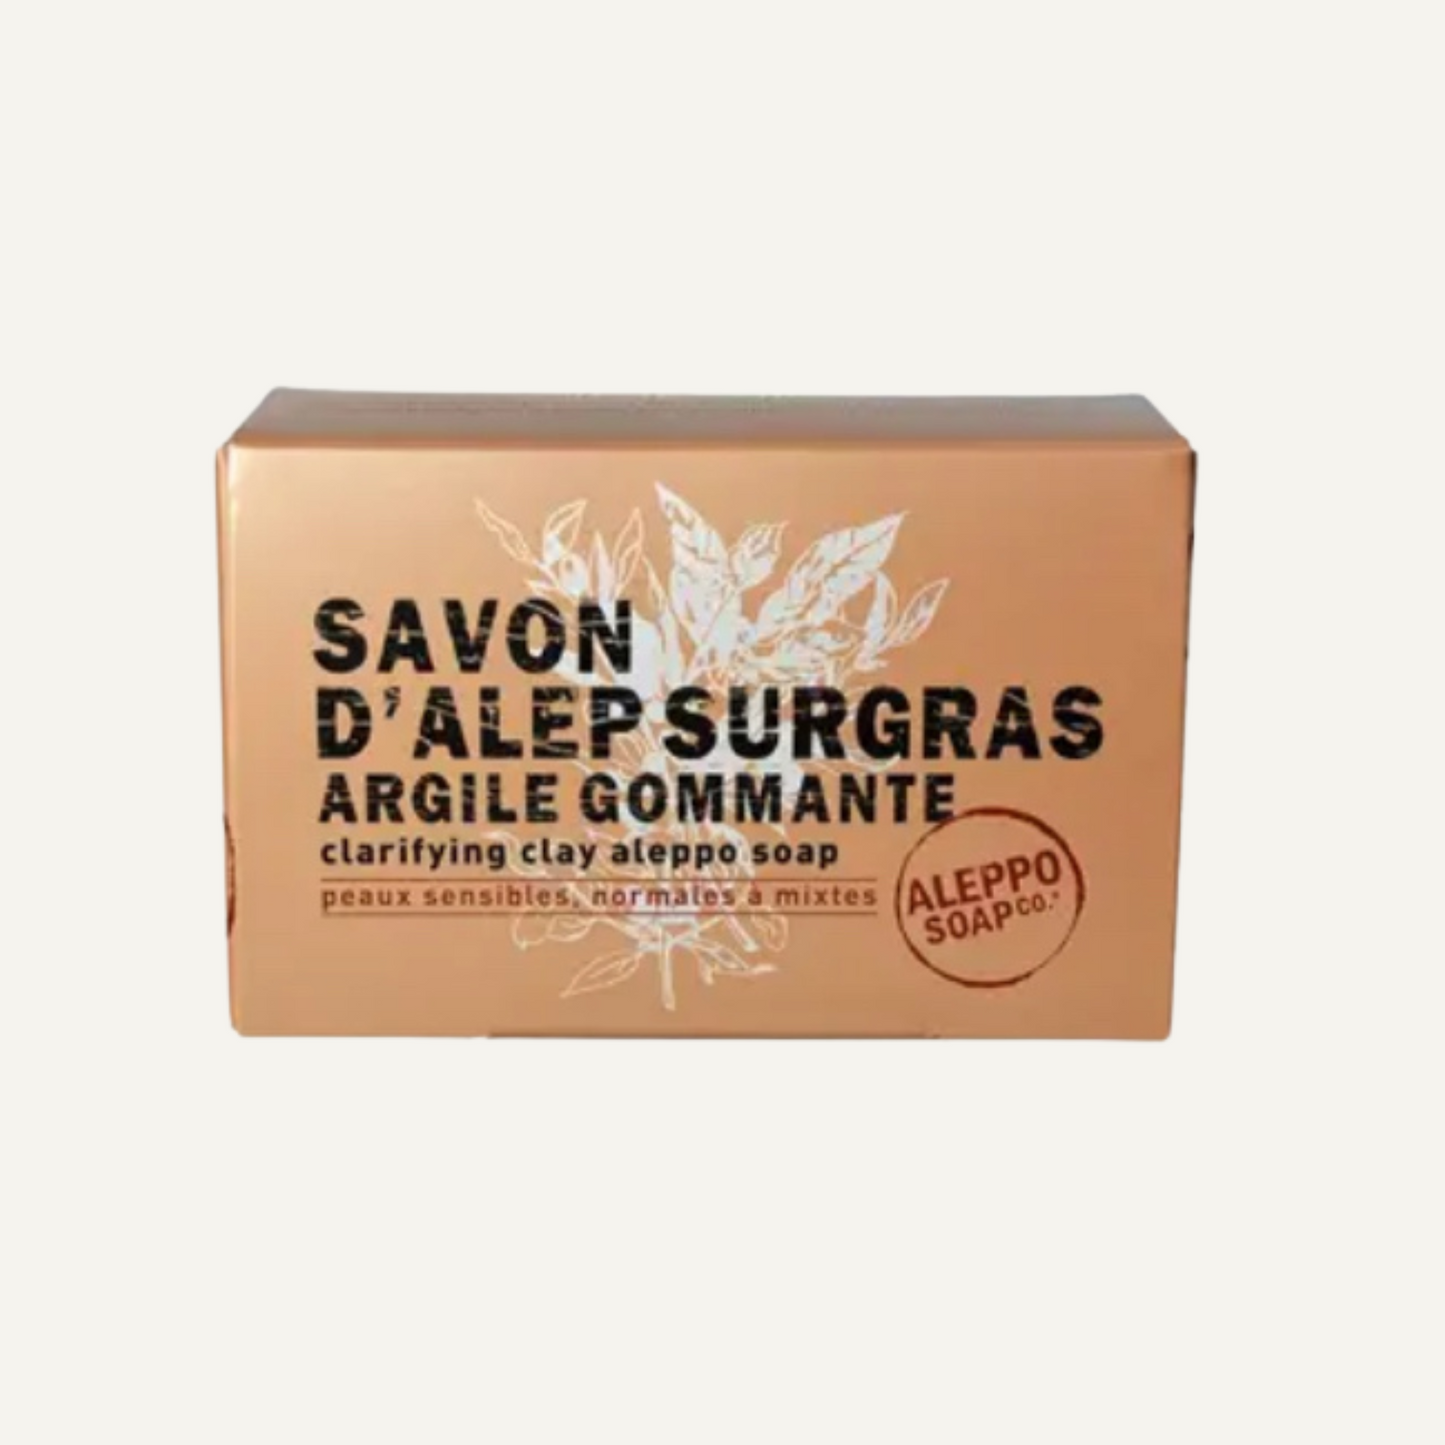 SAVON
D'ALEP SURGRAS
ARGILE GOMMANTE
clarifying clay aleppo soap
peaux sensibles, normales à mixtes
ALEPPO
SOAP CO.